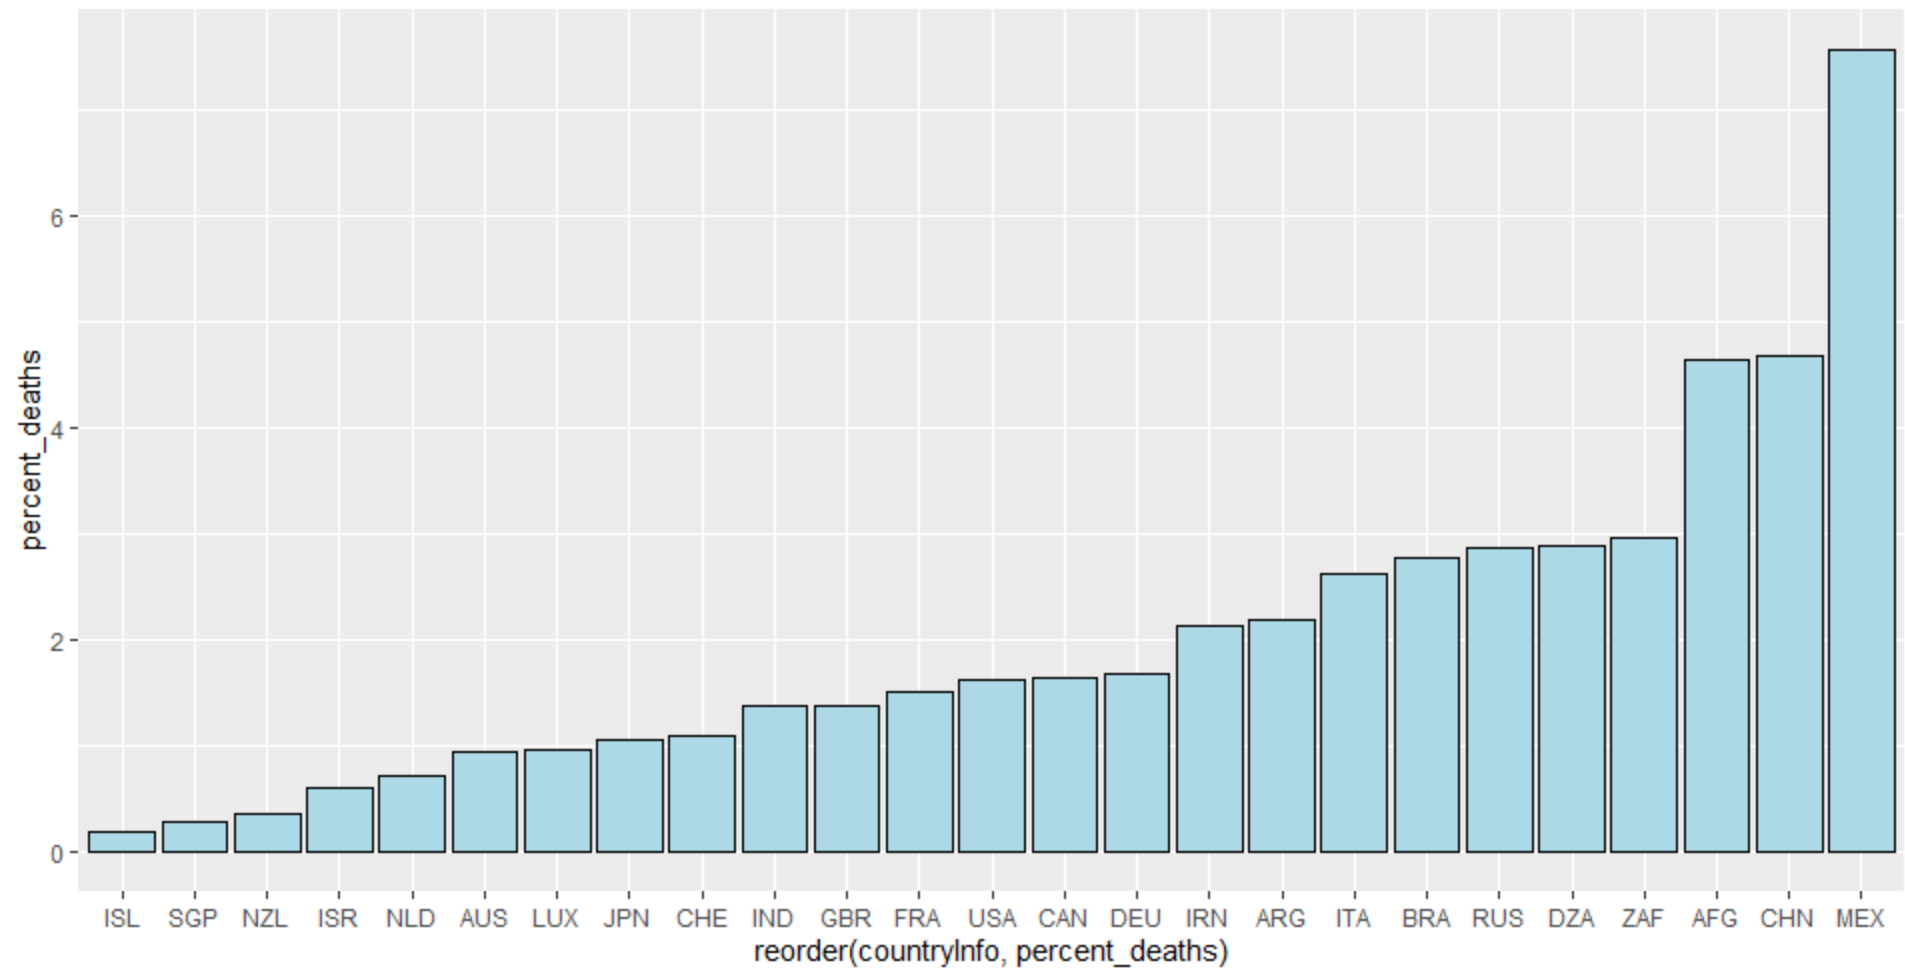 percent_deaths
6
4
2
0
ISL SGP NZL ISR NLD AUS LUX JPN CHE IND GBR FRA USA CAN DEU IRN ARG ITA BRA RUS DZA ZAF AFG CHN MEX
reorder(countryInfo, percent_deaths)